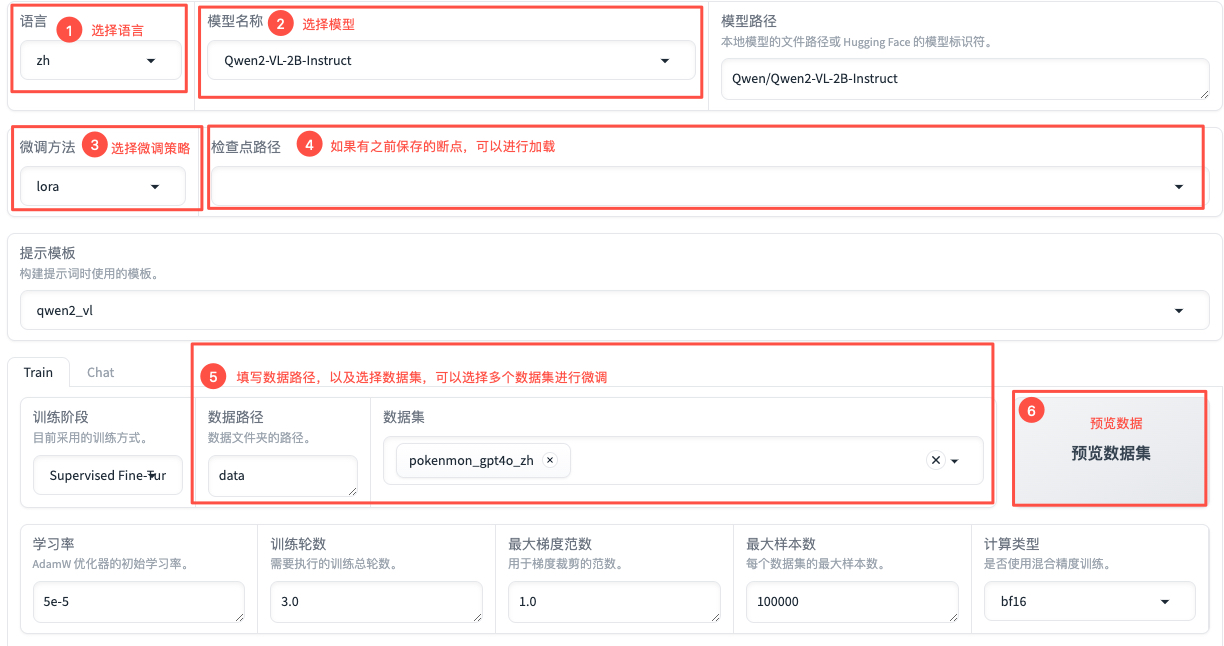 语言
1
选择语言
zh
模型名称
2
选择模型
Qwen2-VL-2B-Instruct
模型路径
本地模型的文件路径或 Hugging Face 的模型标识符。
Qwen/Qwen2-VL-2B-Instruct
微调方法
3
选择微调策略
lora
检查点路径
4
如果有之前保存的断点，可以进行加载
提示模板
构建提示词时使用的模板。
qwen2_vl
Train
Chat
5
填写数据路径，以及选择数据集，可以选择多个数据集进行微调
训练阶段
目前采用的训练方式。
Supervised Fine-Tur
数据路径
数据文件夹的路径。
data
数据集
pokenmon_gpt4o_zh
6
预览数据
预览数据集
学习率
AdamW 优化器的初始学习率。
5e-5
训练轮数
需要执行的训练总轮数。
3.0
最大梯度范数
用于梯度裁剪的范数。
1.0
最大样本数
每个数据集的最大样本数。
100000
计算类型
是否使用混合精度训练。
bf16